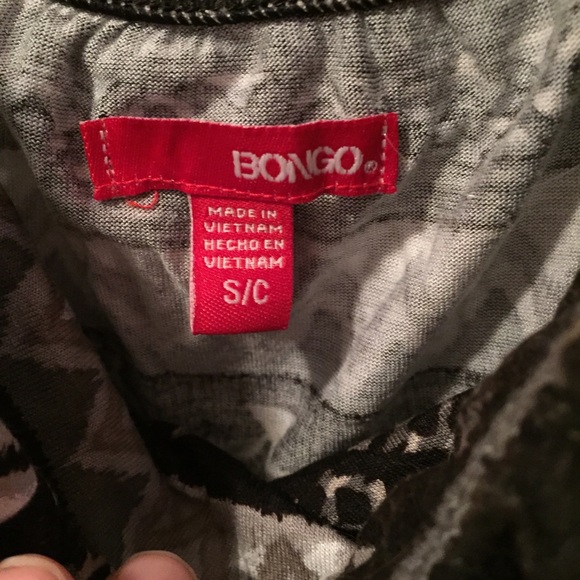 BONGO®
MADE IN
VIETNAM
HECHO EN
VIETNAM
S/C